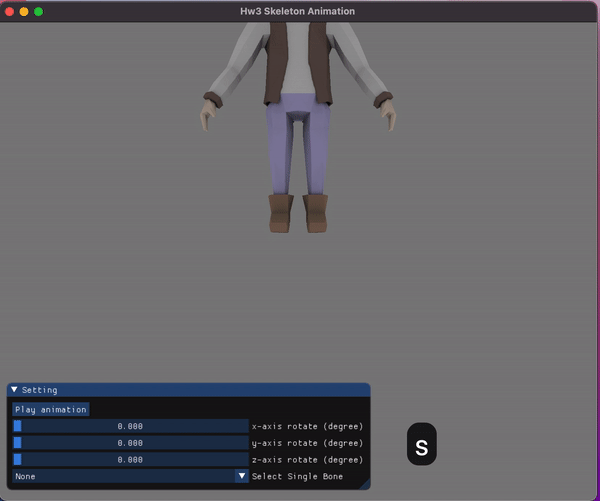 Hw3 Skeleton Animation
Setting
Play animation
0.000 x-axis rotate (degree)
0.000 y-axis rotate (degree)
0.000 z-axis rotate (degree)
None Select Single Bone
s